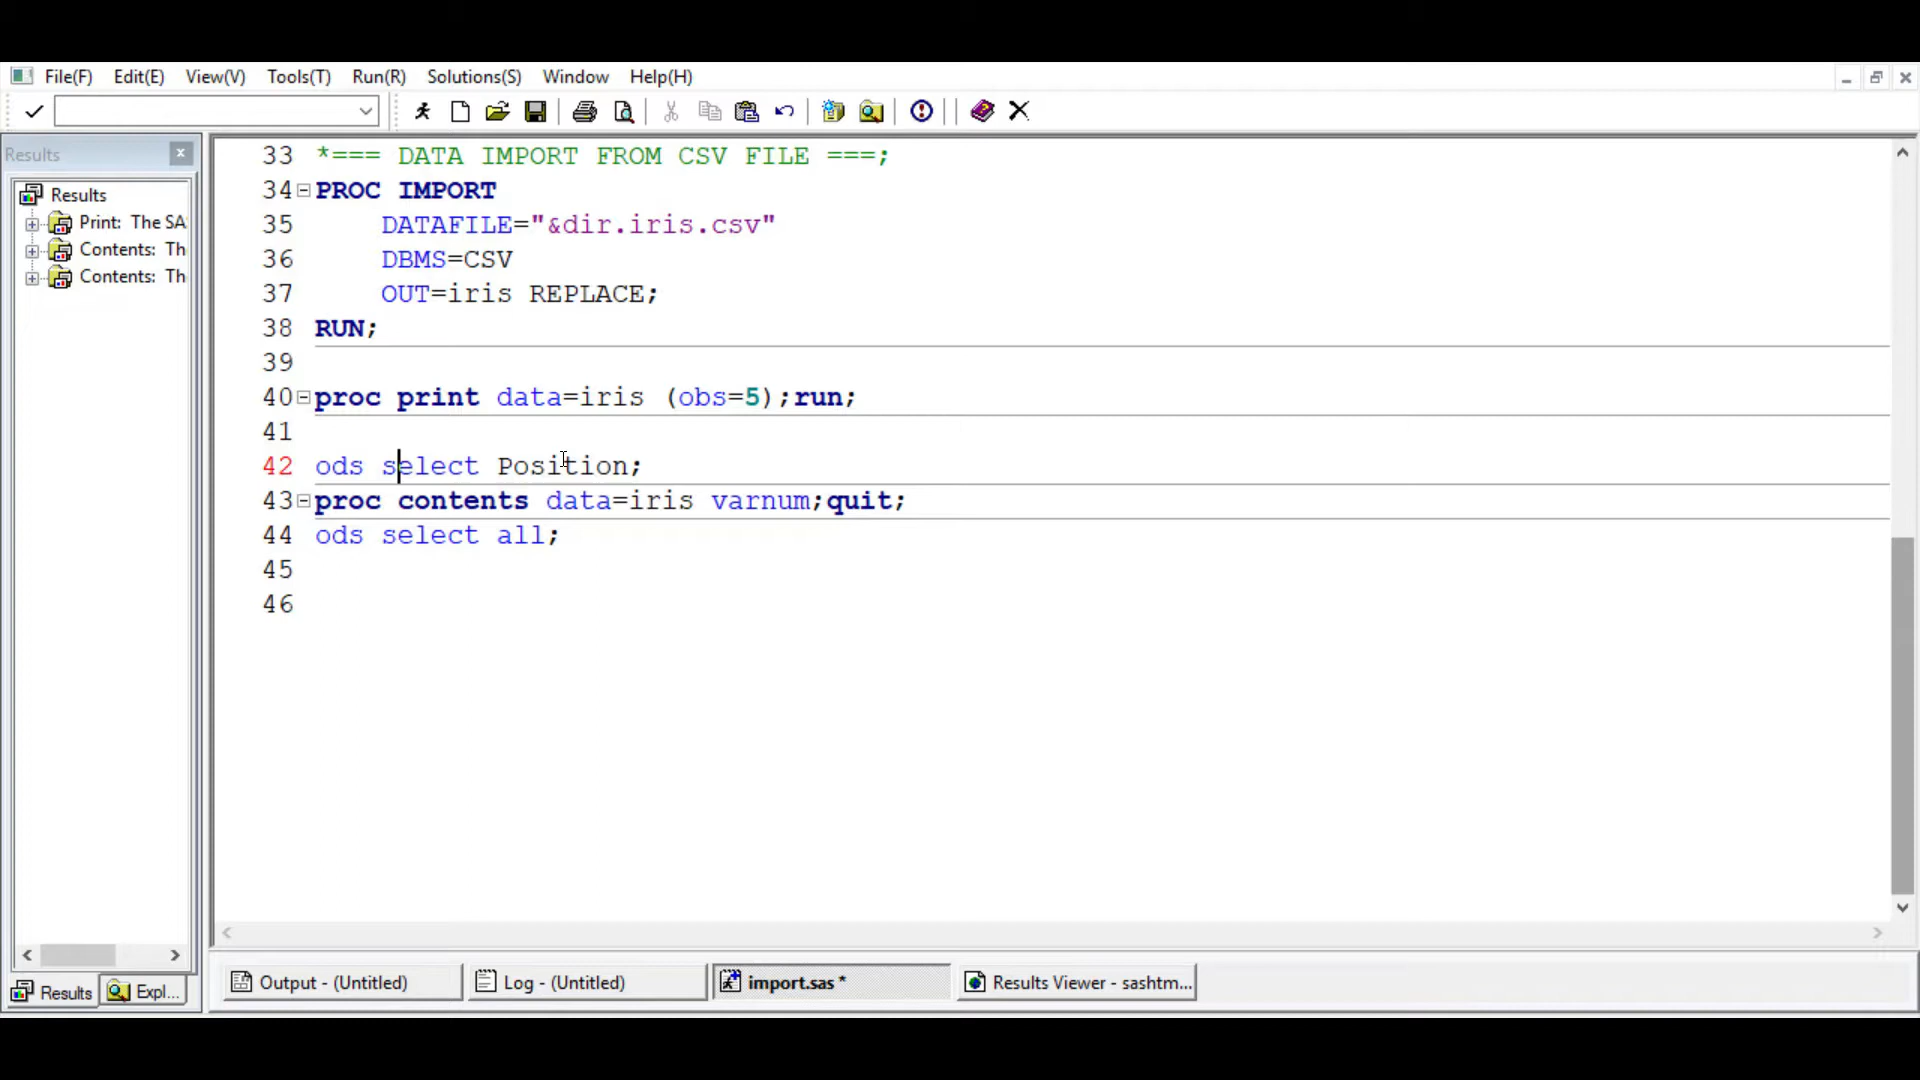 File(F) Edit(E) View(V) Tools(T) Run(R) Solutions(S) Window Help(H)
Results
Results
Print: The SA
Contents: Th
Contents: Th
33 *=== DATA IMPORT FROM CSV FILE ===;
34 PROC IMPORT
35 DATAFILE="&dir.iris.csv"
36 DBMS=CSV
37 OUT=iris REPLACE;
38 RUN;
39
40 proc print data=iris (obs=5);run;
41
42 ods select Position;
43 proc contents data=iris varnum;quit;
44 ods select all;
45
46
Results Expl...
Output - (Untitled) Log - (Untitled) import.sas * Results Viewer - sashtm...